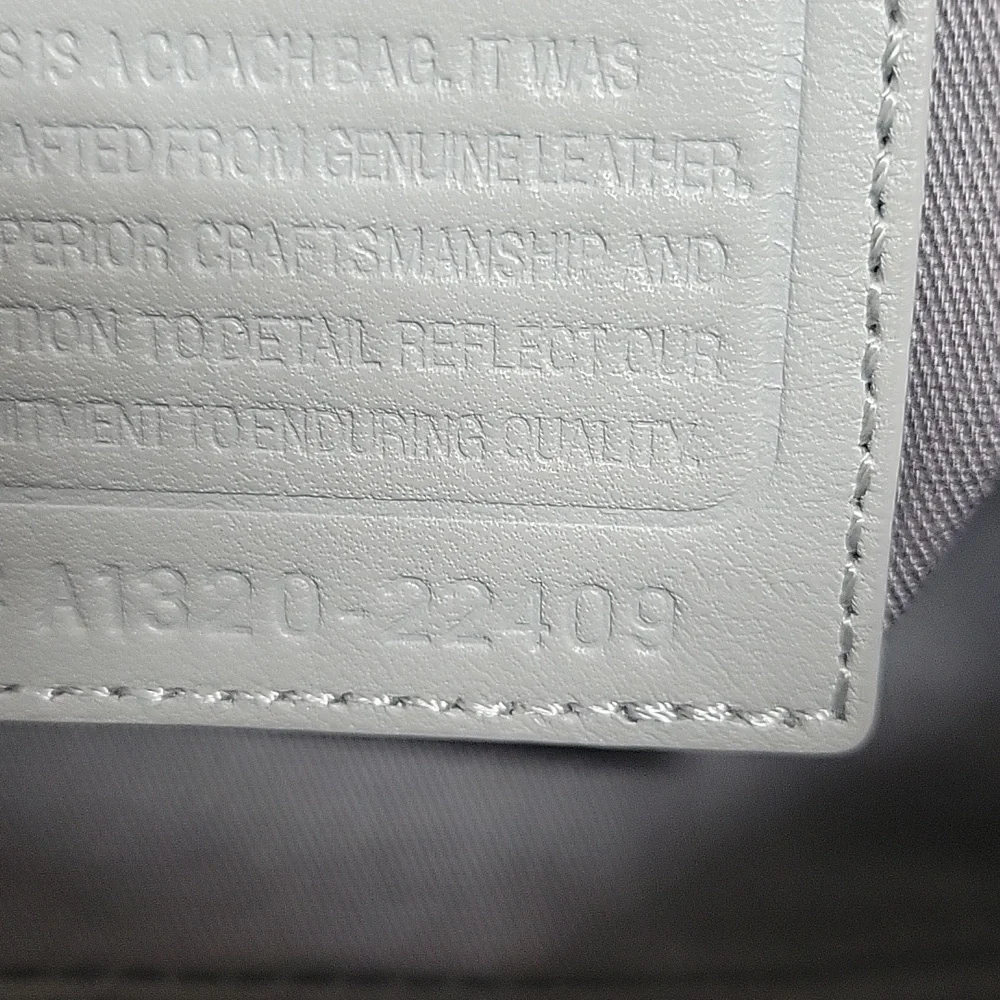 S IS A COACH BAG. IT WAS
AFTED FROM GENUINE LEATHER.
PERIOR CRAFTSMANSHIP AND
TION TO DETAIL REFLECT OUR
ITMENT TO ENDURING QUALITY.
A1320-22409